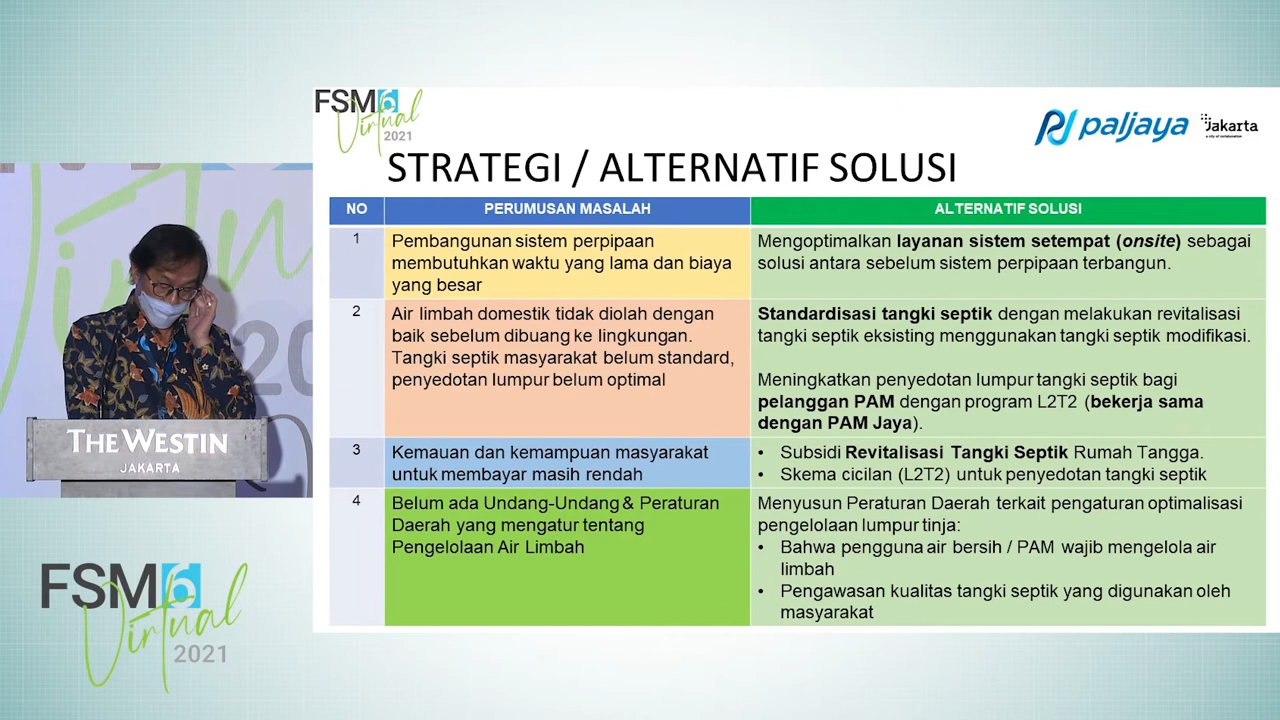 FSM6
Virtual
2021
paljaya
Jakarta
a city of collaboration
STRATEGI / ALTERNATIF SOLUSI
NO
PERUMUSAN MASALAH
ALTERNATIF SOLUSI
1
Pembangunan sistem perpipaan
membutuhkan waktu yang lama dan biaya
yang besar
Mengoptimalkan layanan sistem setempat (onsite) sebagai
solusi antara sebelum sistem perpipaan terbangun.
2
Air limbah domestik tidak diolah dengan
baik sebelum dibuang ke lingkungan.
Tangki septik masyarakat belum standard,
penyedotan lumpur belum optimal
Standardisasi tangki septik dengan melakukan revitalisasi
tangki septik eksisting menggunakan tangki septik modifikasi.
Meningkatkan penyedotan lumpur tangki septik bagi
pelanggan PAM dengan program L2T2 (bekerja sama
dengan PAM Jaya).
3
Kemauan dan kemampuan masyarakat
untuk membayar masih rendah
• Subsidi Revitalisasi Tangki Septik Rumah Tangga.
• Skema cicilan (L2T2) untuk penyedotan tangki septik
4
Belum ada Undang-Undang & Peraturan
Daerah yang mengatur tentang
Pengelolaan Air Limbah
Menyusun Peraturan Daerah terkait pengaturan optimalisasi
pengelolaan lumpur tinja:
• Bahwa pengguna air bersih / PAM wajib mengelola air
limbah
• Pengawasan kualitas tangki septik yang digunakan oleh
masyarakat
THE WESTIN
JAKARTA
FSM6
Virtual
2021